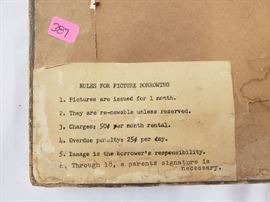 389
RULES FOR PICTURE BORROWING
1. Pictures are issued for 1 month.
2. They are re-newable unless reserved.
3. Charges: 50¢ per month rental.
4. Overdue penalty: 25¢ per day.
5. Damage is the borrower's responsibility.
6. Through 18, a parents signature is
necessary.